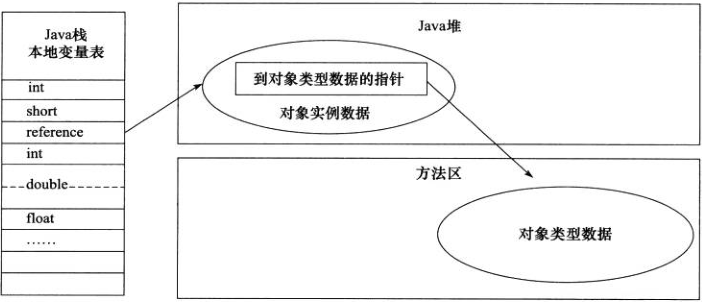 Java栈
本地变量表
int
short
reference
int
double
float
……
Java堆
到对象类型数据的指针
对象实例数据
方法区
对象类型数据